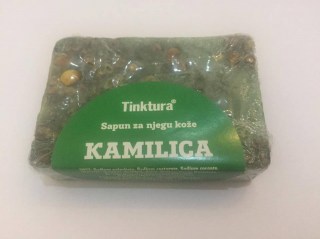 Tinktura®
Sapun za njegu kože
KAMILICA